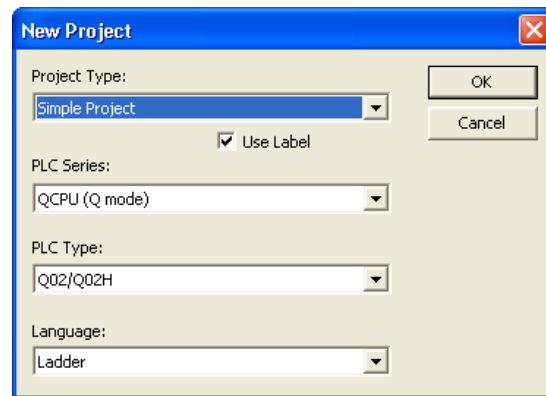 New Project
Project Type:
OK
Simple Project
Cancel
Use Label
PLC Series:
QCPU (Q mode)
PLC Type:
Q02/Q02H
Language:
Ladder